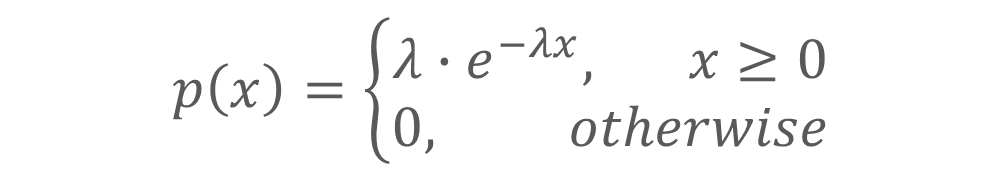 p(x) = { λ · e^{−λx}, x ≥ 0
0, otherwise